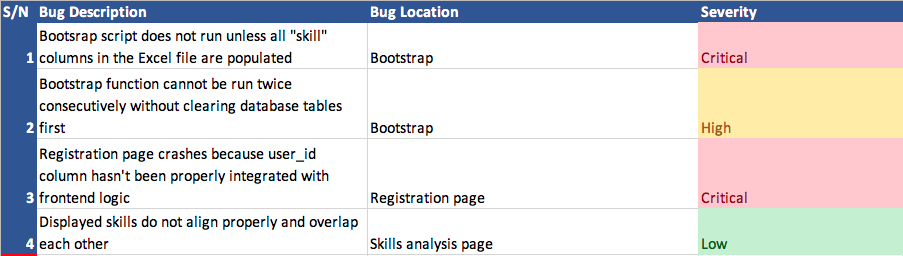 S/N Bug Description Bug Location Severity
Bootsrap script does not run unless all "skill"
1 columns in the Excel file are populated Bootstrap Critical
Bootstrap function cannot be run twice
consecutively without clearing database tables
2 first Bootstrap High
Registration page crashes because user_id
column hasn't been properly integrated with
3 frontend logic Registration page Critical
Displayed skills do not align properly and overlap
4 each other Skills analysis page Low